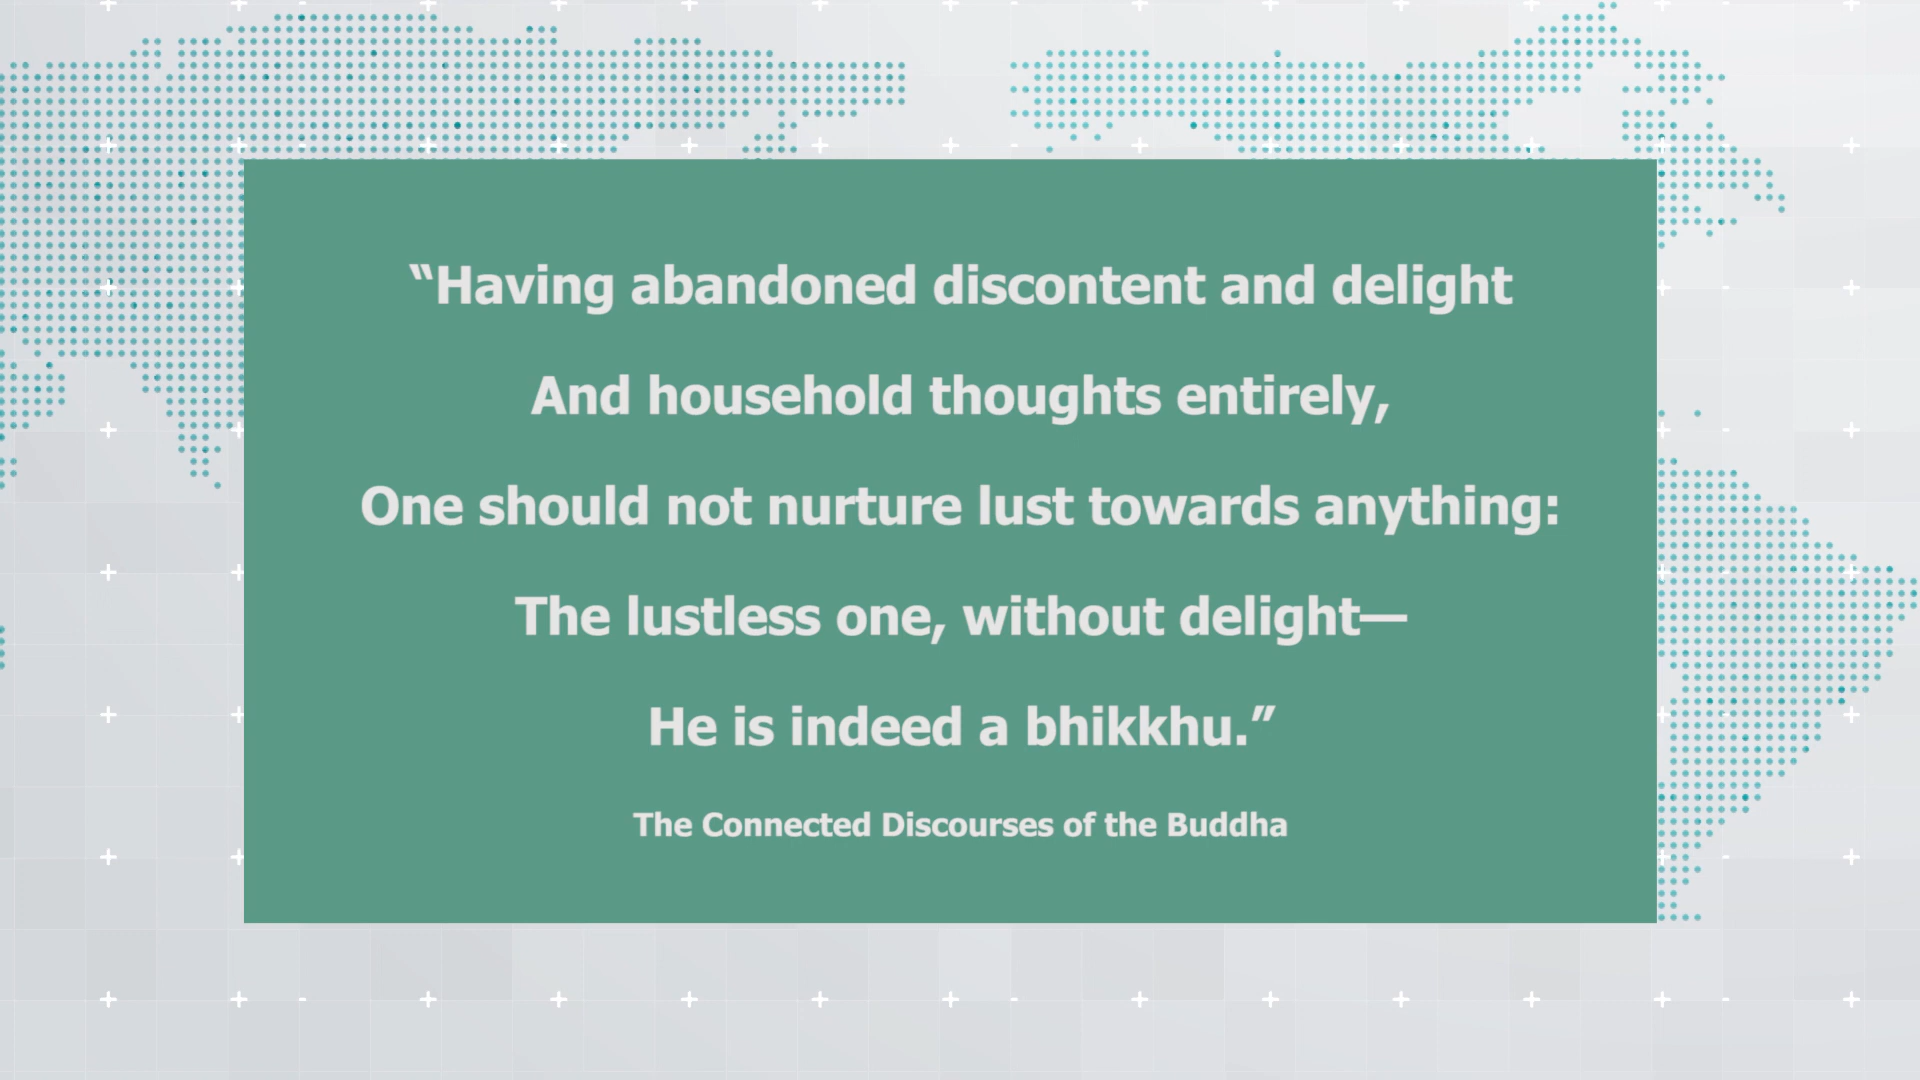 “Having abandoned discontent and delight
And household thoughts entirely,
One should not nurture lust towards anything:
The lustless one, without delight—
He is indeed a bhikkhu.”
The Connected Discourses of the Buddha